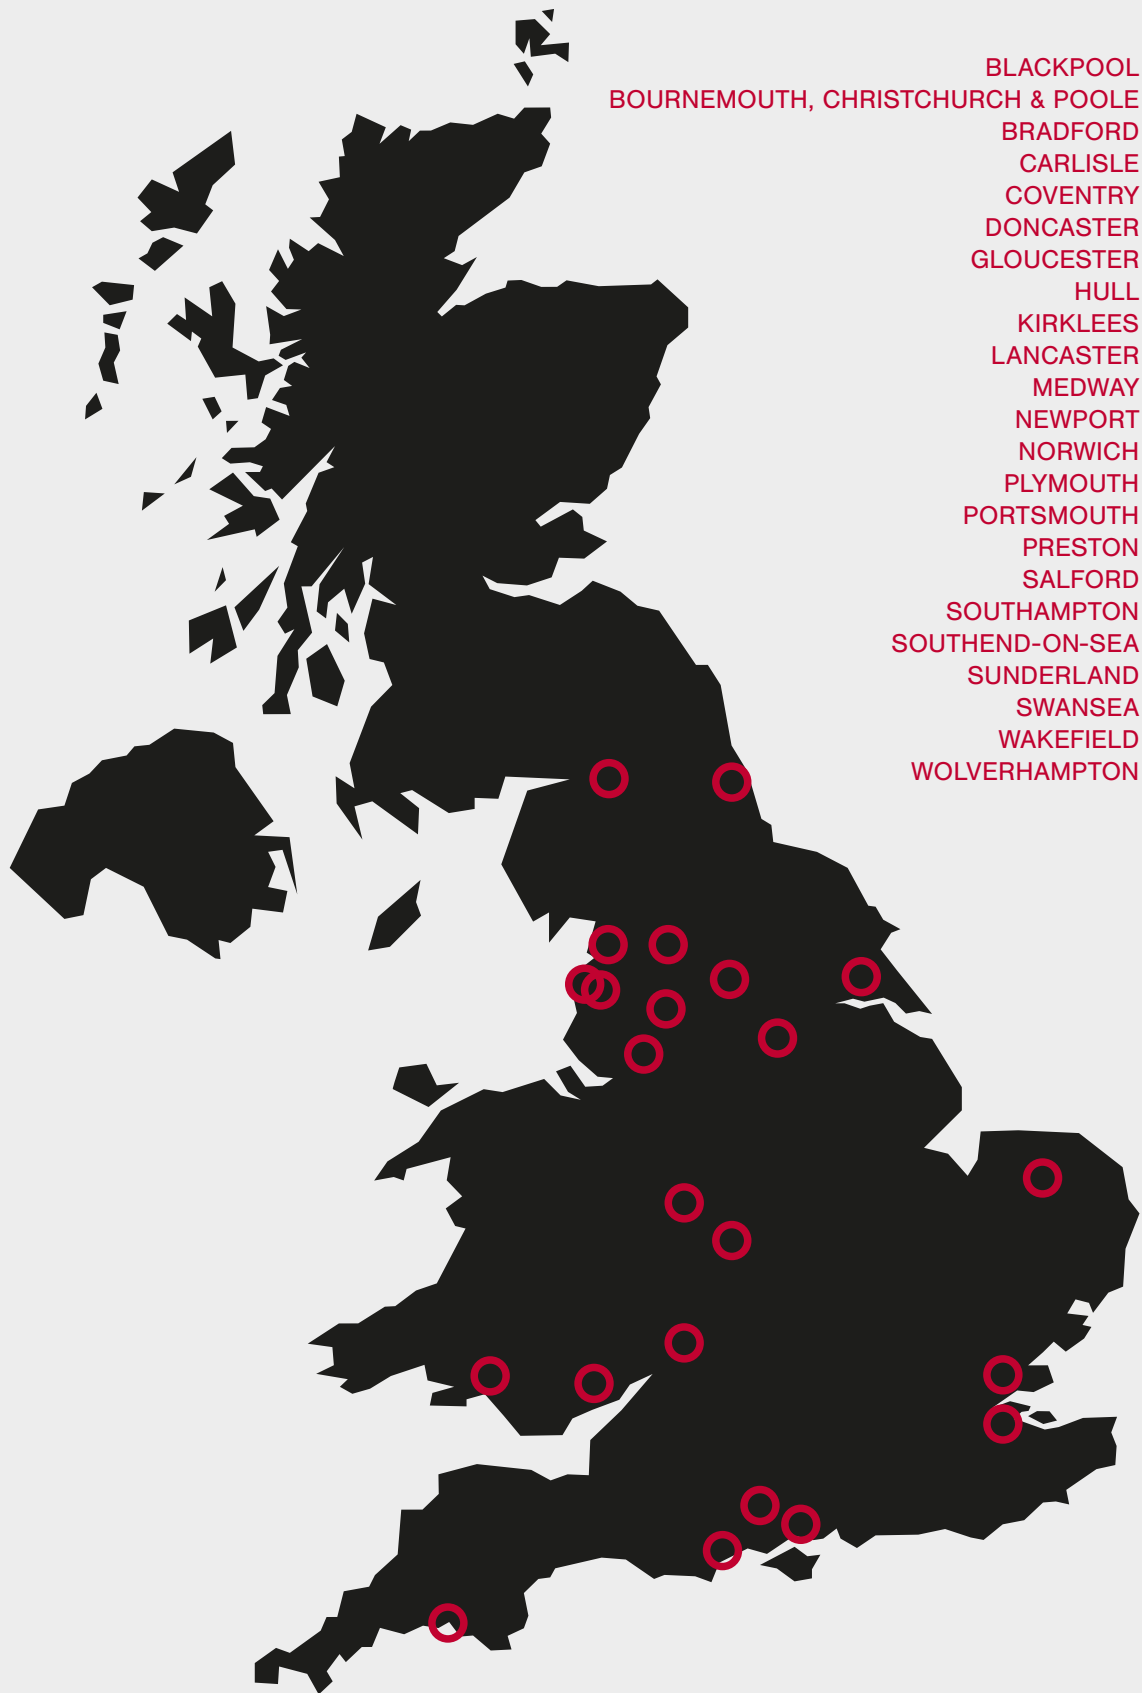 BLACKPOOL
BOURNEMOUTH, CHRISTCHURCH & POOLE
BRADFORD
CARLISLE
COVENTRY
DONCASTER
GLOUCESTER
HULL
KIRKLEES
LANCASTER
MEDWAY
NEWPORT
NORWICH
PLYMOUTH
PORTSMOUTH
PRESTON
SALFORD
SOUTHAMPTON
SOUTHEND-ON-SEA
SUNDERLAND
SWANSEA
WAKEFIELD
WOLVERHAMPTON